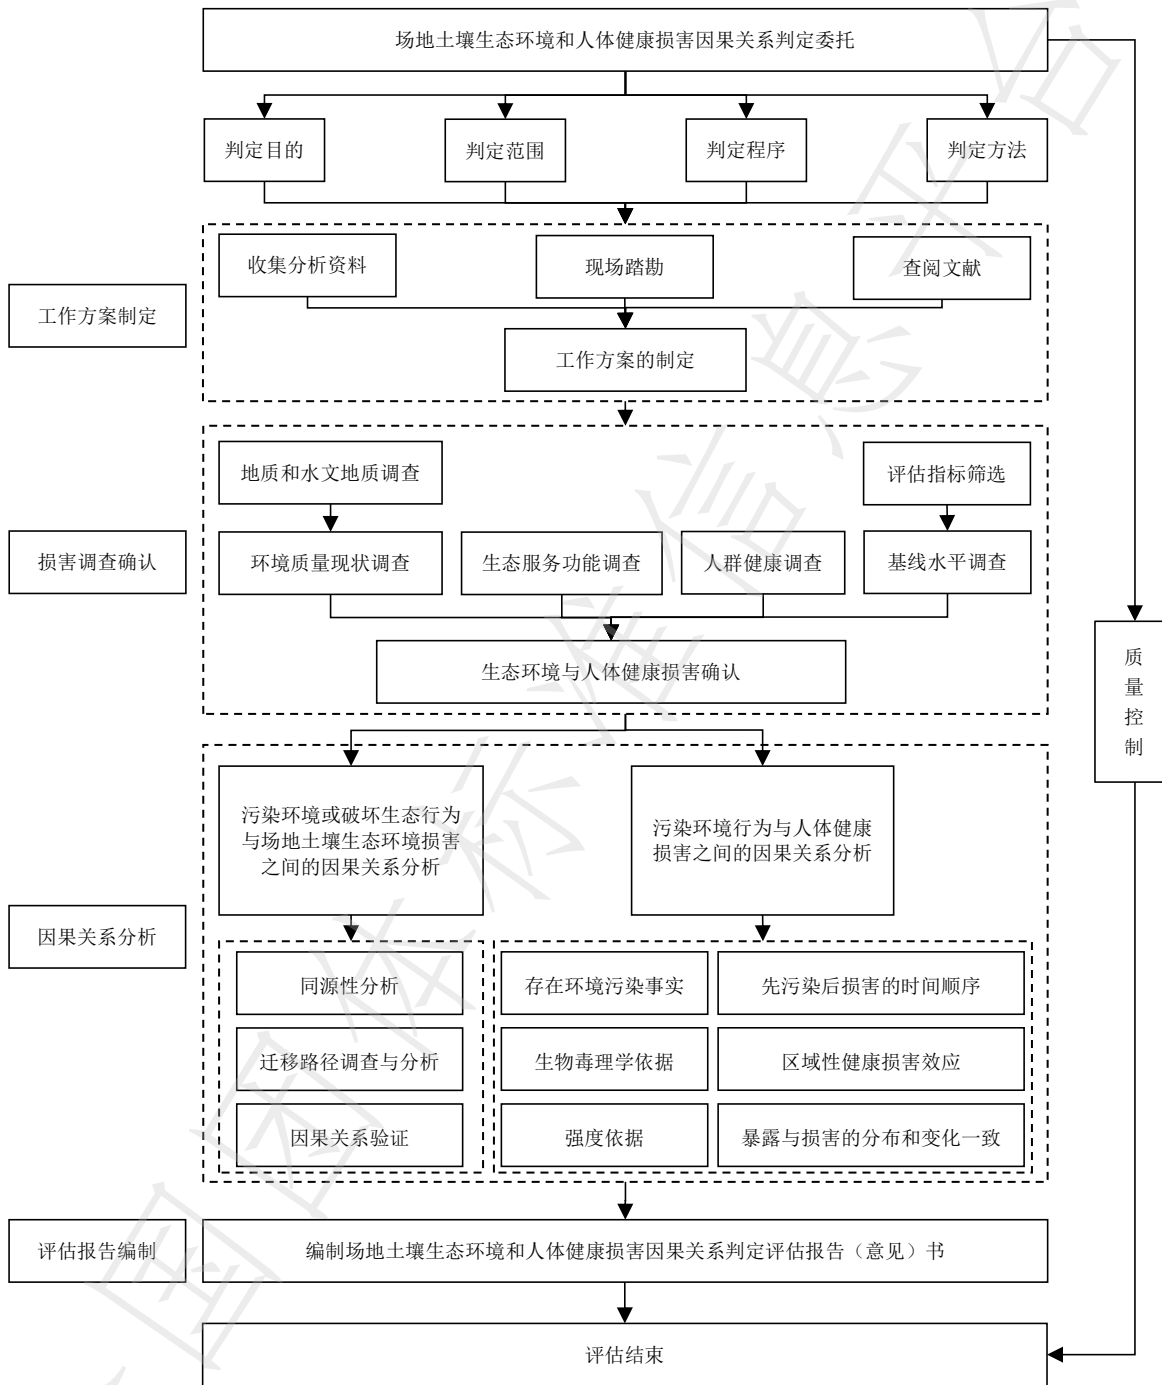 场地土壤生态环境和人体健康损害因果关系判定委托
判定目的
判定范围
判定程序
判定方法
工作方案制定
收集分析资料
现场踏勘
查阅文献
工作方案的制定
损害调查确认
地质和水文地质调查
评估指标筛选
环境质量现状调查
生态服务功能调查
人群健康调查
基线水平调查
生态环境与人体健康损害确认
质
量
控
制
因果关系分析
污染环境或破坏生态行为
与场地土壤生态环境损害
之间的因果关系分析
污染环境行为与人体健康
损害之间的因果关系分析
同源性分析
迁移路径调查与分析
因果关系验证
存在环境污染事实
先污染后损害的时间顺序
生物毒理学依据
区域性健康损害效应
强度依据
暴露与损害的分布和变化一致
评估报告编制
编制场地土壤生态环境和人体健康损害因果关系判定评估报告（意见）书
评估结束
国团体标准信息平台